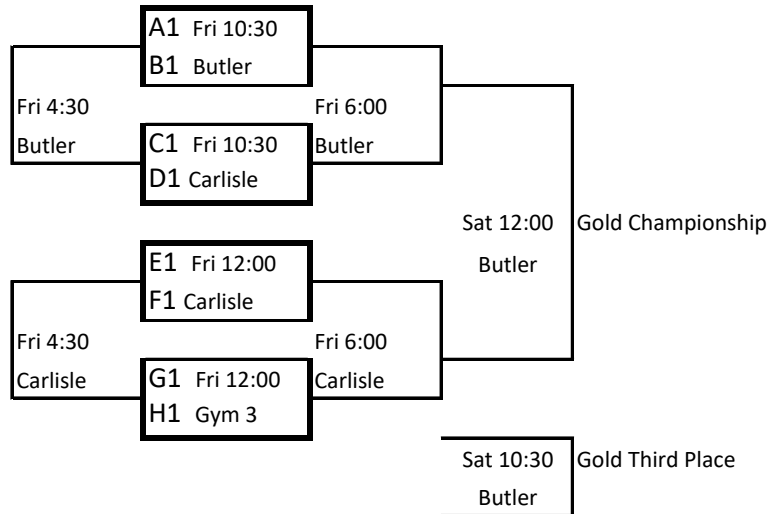 A1 Fri 10:30
B1 Butler
Fri 4:30
Butler
Fri 6:00
Butler
C1 Fri 10:30
D1 Carlisle
Sat 12:00
Butler
Gold Championship
E1 Fri 12:00
F1 Carlisle
Fri 4:30
Carlisle
Fri 6:00
Carlisle
G1 Fri 12:00
H1 Gym 3
Sat 10:30
Butler
Gold Third Place